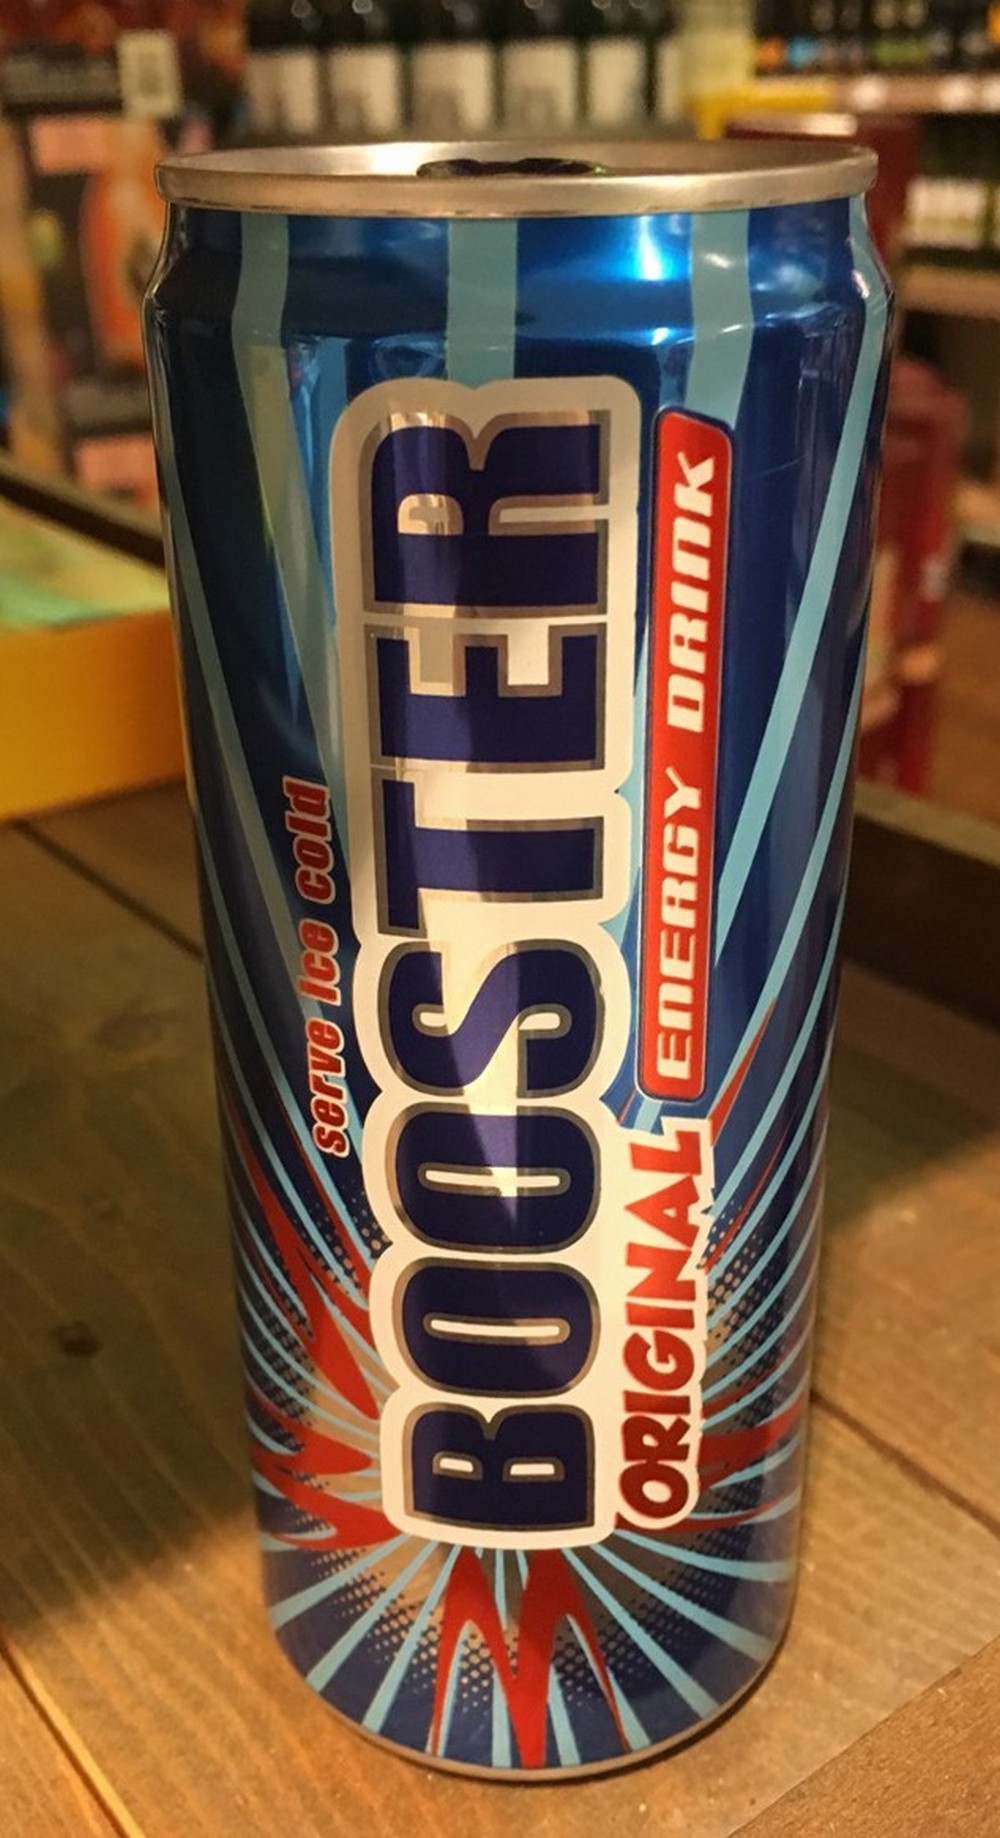 serve ice cold
BOOSTER
ENERGY DRINK
ORIGINAL